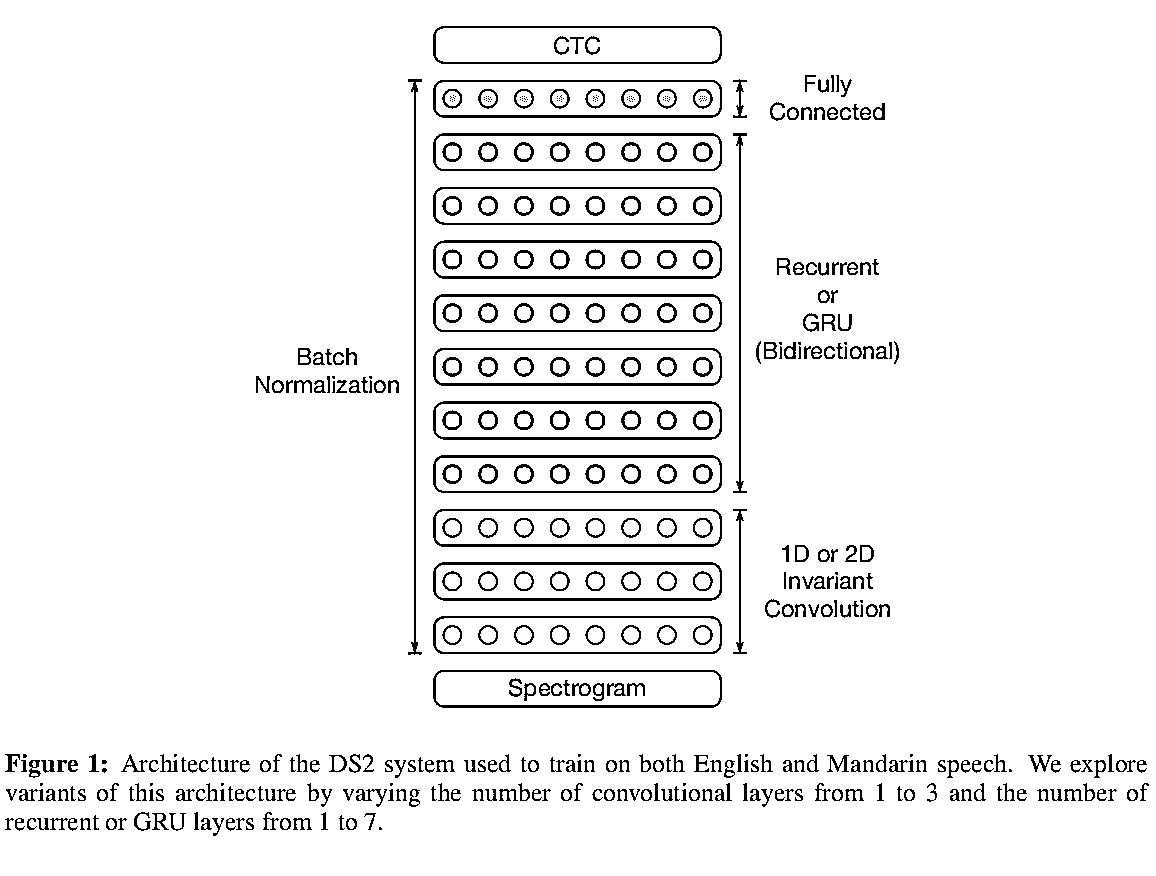 CTC
Fully
Connected
Recurrent
or
GRU
(Bidirectional)
Batch
Normalization
1D or 2D
Invariant
Convolution
Spectrogram
Figure 1: Architecture of the DS2 system used to train on both English and Mandarin speech. We explore
variants of this architecture by varying the number of convolutional layers from 1 to 3 and the number of
recurrent or GRU layers from 1 to 7.